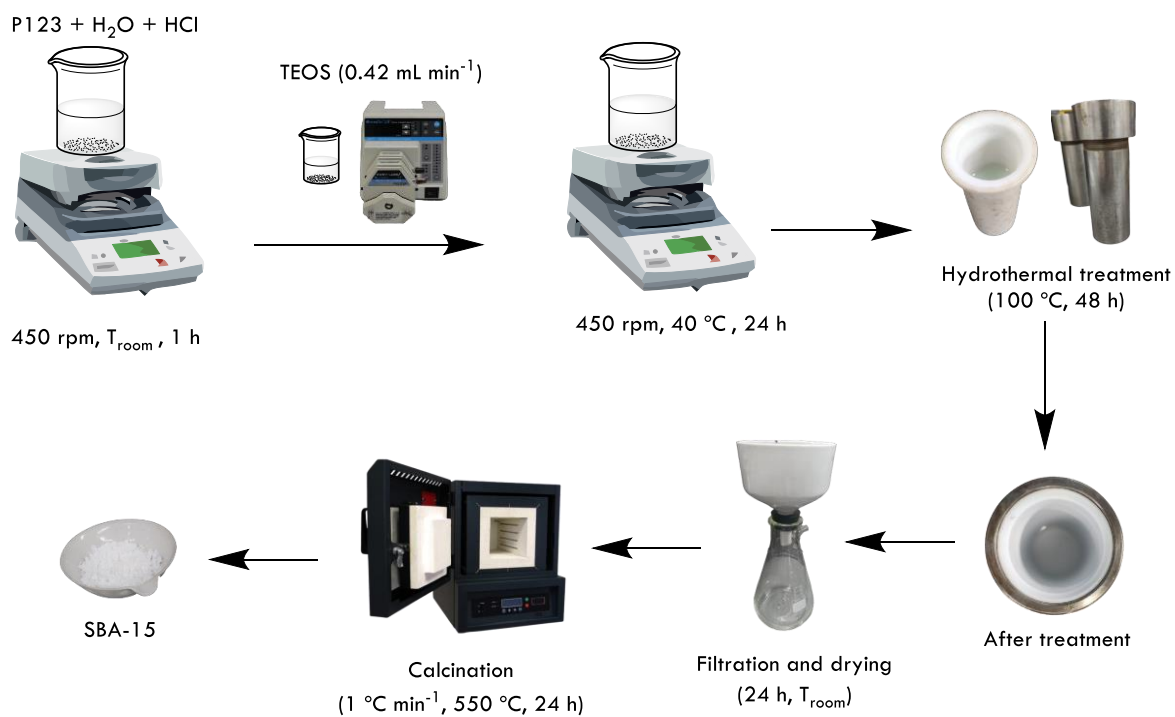 P123 + H₂O + HCl
TEOS (0.42 mL min⁻¹)
450 rpm, Tᵣₒₒₘ , 1 h
450 rpm, 40 °C , 24 h
Hydrothermal treatment
(100 °C, 48 h)
After treatment
Filtration and drying
(24 h, Tᵣₒₒₘ)
Calcination
(1 °C min⁻¹, 550 °C, 24 h)
SBA-15